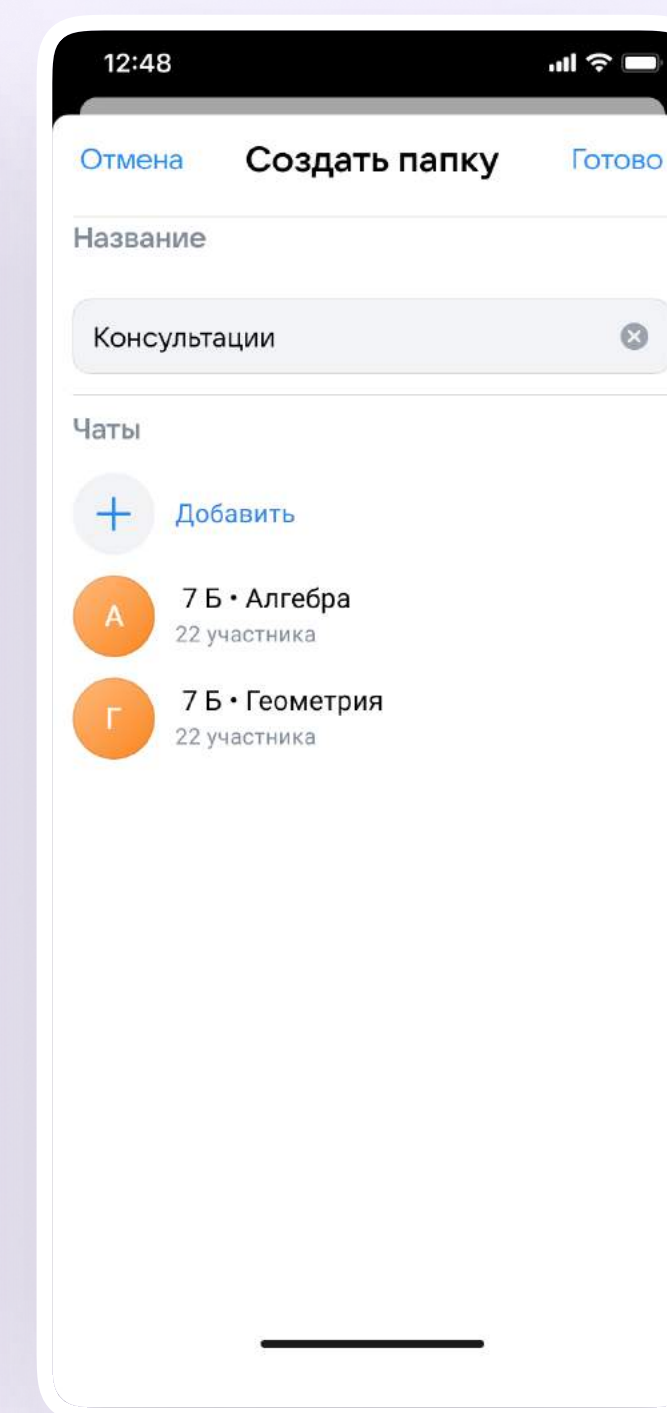 12:48
Отмена Создать папку Готово
Название
Консультации
Чаты
Добавить
А
7 Б • Алгебра
22 участника
Г
7 Б • Геометрия
22 участника